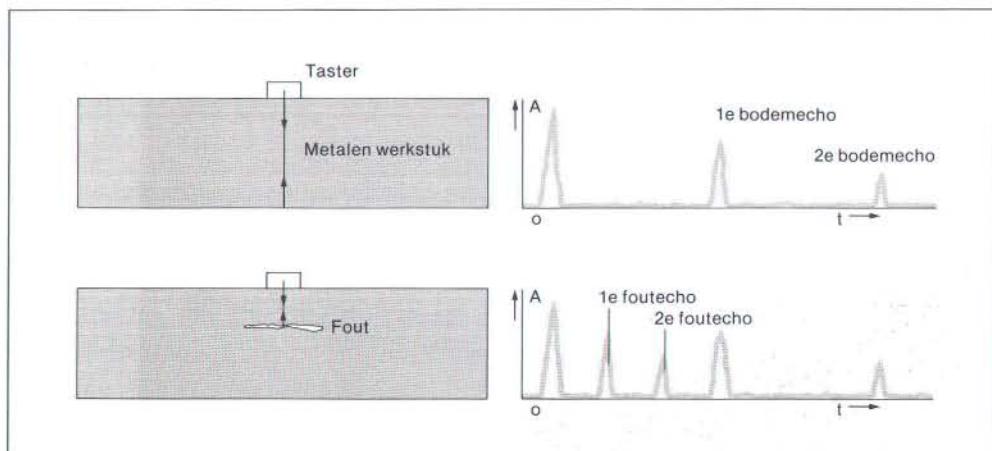 Taster
Metalen werkstuk
A
1e bodemecho
2e bodemecho
o
t
Fout
A
1e foutecho
2e foutecho
o
t